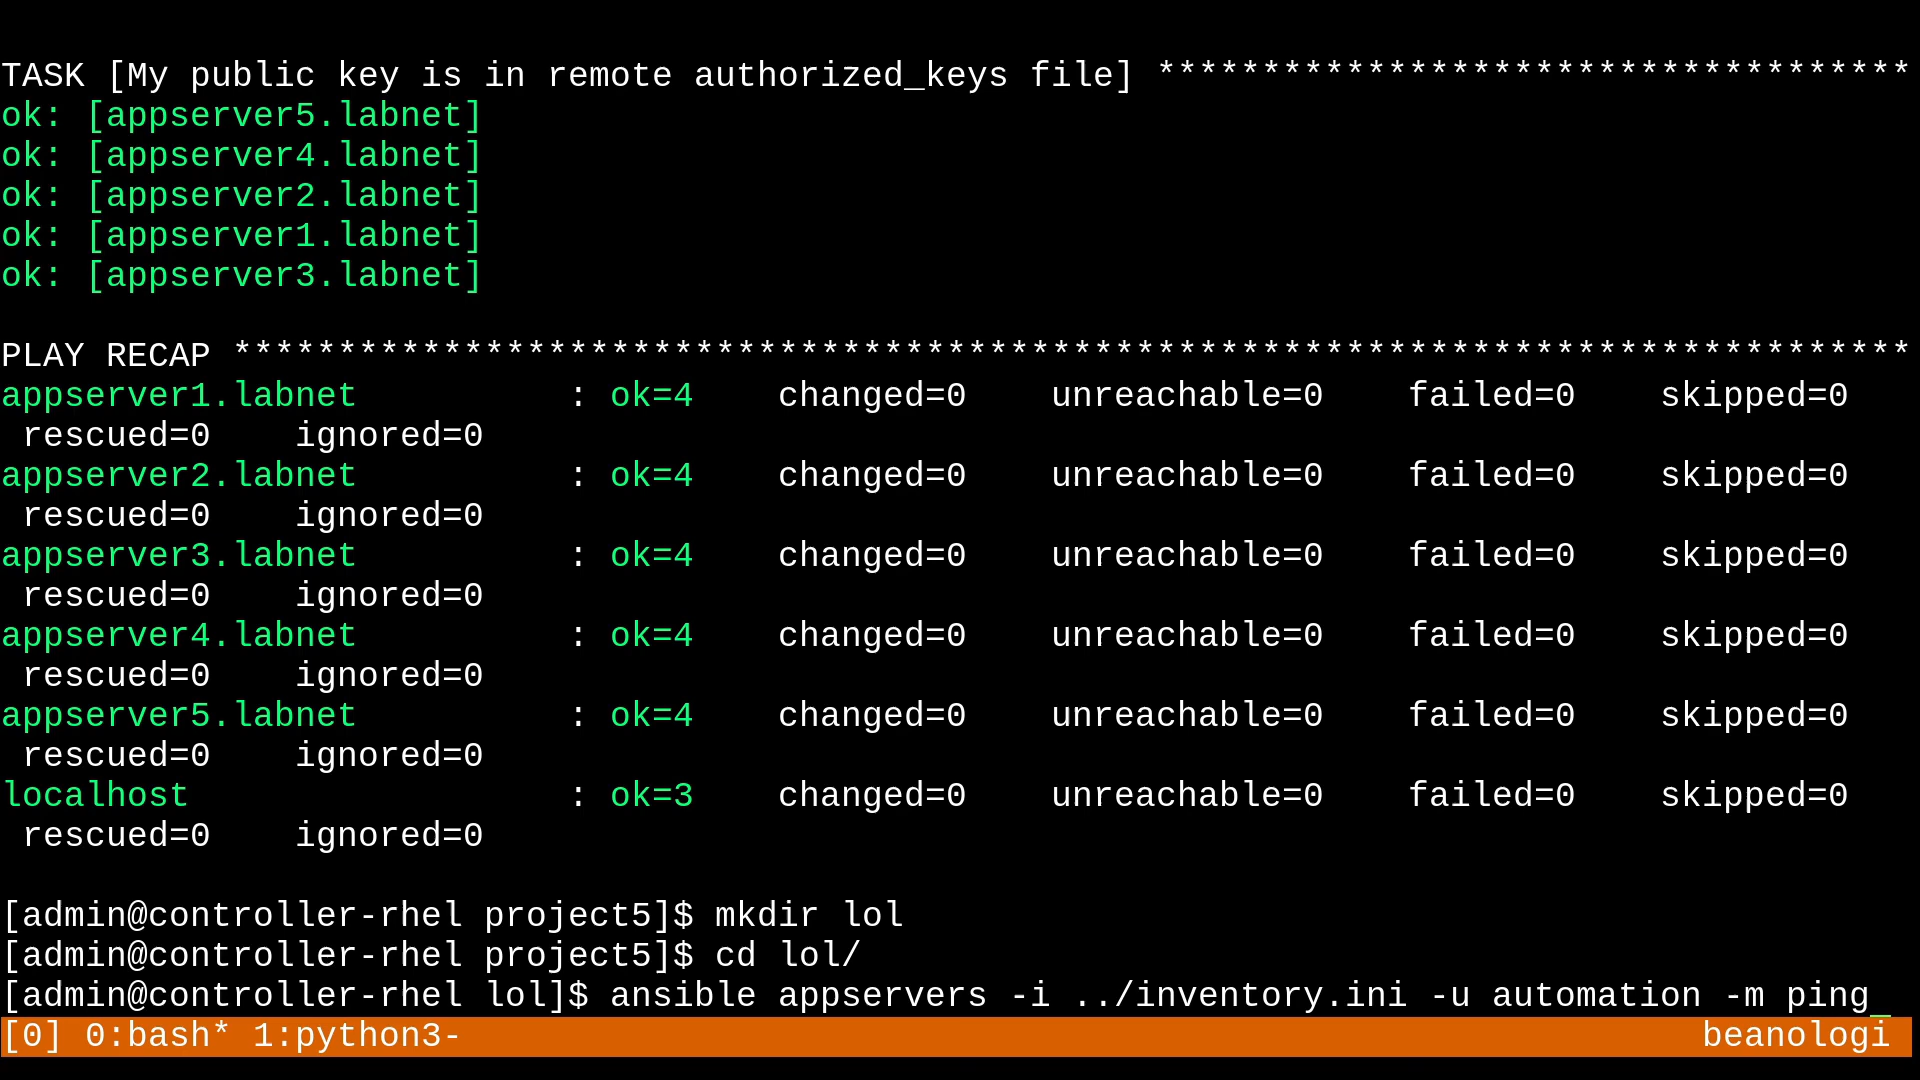 TASK [My public key is in remote authorized_keys file] ************************************
ok: [appserver5.labnet]
ok: [appserver4.labnet]
ok: [appserver2.labnet]
ok: [appserver1.labnet]
ok: [appserver3.labnet]
PLAY RECAP ********************************************************************************
appserver1.labnet          : ok=4    changed=0    unreachable=0    failed=0    skipped=0
 rescued=0    ignored=0
appserver2.labnet          : ok=4    changed=0    unreachable=0    failed=0    skipped=0
 rescued=0    ignored=0
appserver3.labnet          : ok=4    changed=0    unreachable=0    failed=0    skipped=0
 rescued=0    ignored=0
appserver4.labnet          : ok=4    changed=0    unreachable=0    failed=0    skipped=0
 rescued=0    ignored=0
appserver5.labnet          : ok=4    changed=0    unreachable=0    failed=0    skipped=0
 rescued=0    ignored=0
localhost                  : ok=3    changed=0    unreachable=0    failed=0    skipped=0
 rescued=0    ignored=0
[admin@controller-rhel project5]$ mkdir lol
[admin@controller-rhel project5]$ cd lol/
[admin@controller-rhel lol]$ ansible appservers -i ../inventory.ini -u automation -m ping
[0] 0:bash* 1:python3- beanologi